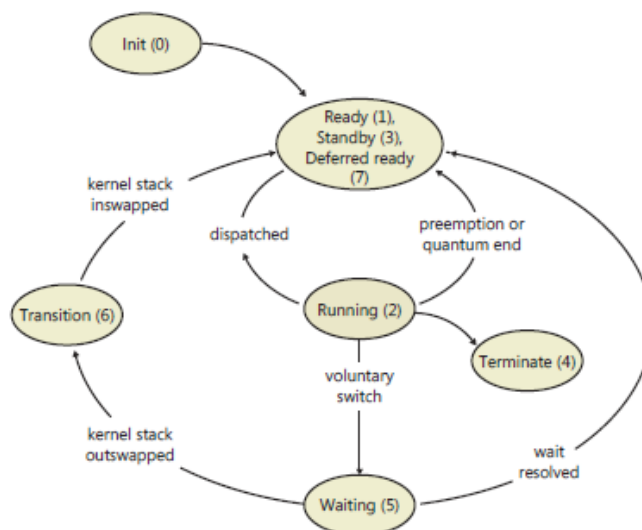 Init (0)
Ready (1),
Standby (3),
Deferred ready
(7)
kernel stack
inswapped
dispatched
preemption or
quantum end
Transition (6)
Running (2)
Terminate (4)
voluntary
switch
kernel stack
outswapped
wait
resolved
Waiting (5)